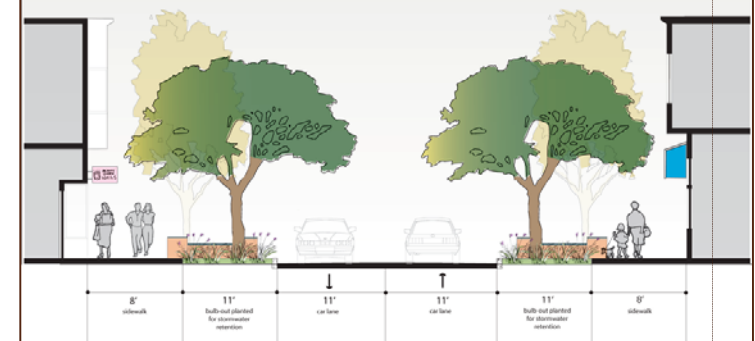 8'
sidewalk
11'
bulb-out planted
for stormwater
retention
11'
car lane
11'
car lane
11'
bulb-out planted
for stormwater
retention
8'
sidewalk